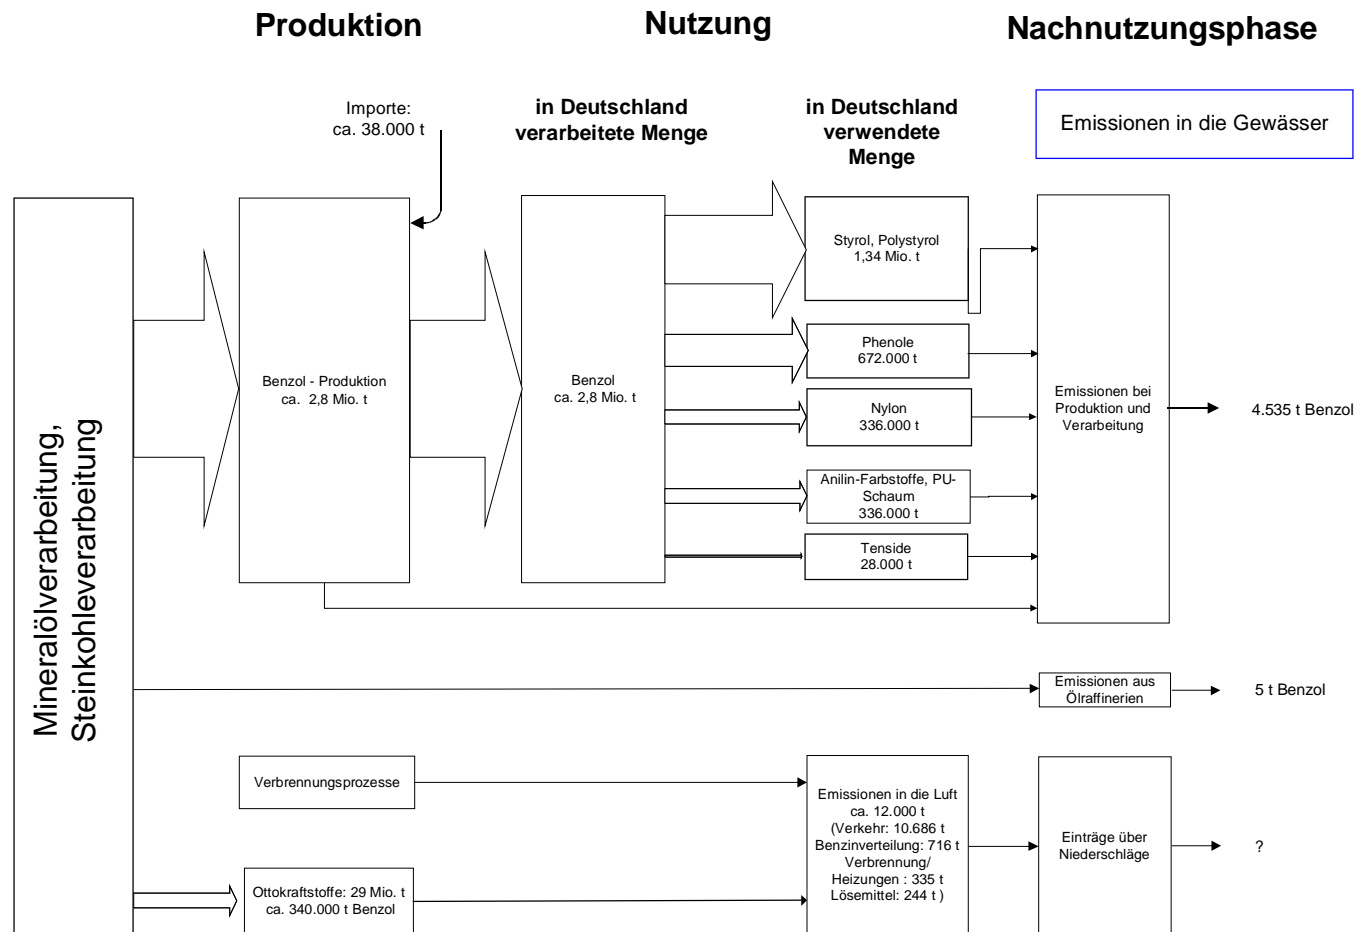 Produktion
Nutzung
Nachnutzungsphase
Importe:
ca. 38.000 t
in Deutschland
verarbeitete Menge
in Deutschland
verwendete
Menge
Emissionen in die Gewässer
Mineralölverarbeitung,
Steinkohleverarbeitung
Benzol - Produktion
ca. 2,8 Mio. t
Benzol
ca. 2,8 Mio. t
Styrol, Polystyrol
1,34 Mio. t
Phenole
672.000 t
Nylon
336.000 t
Anilin-Farbstoffe, PU-
Schaum
336.000 t
Tenside
28.000 t
Emissionen bei
Produktion und
Verarbeitung
4.535 t Benzol
Emissionen aus
Ölraffinerien
5 t Benzol
Verbrennungsprozesse
Ottokraftstoffe: 29 Mio. t
ca. 340.000 t Benzol
Emissionen in die Luft
ca. 12.000 t
(Verkehr: 10.686 t
Benzinverteilung: 716 t
Verbrennung/
Heizungen : 335 t
Lösemittel: 244 t )
Einträge über
Niederschläge
?